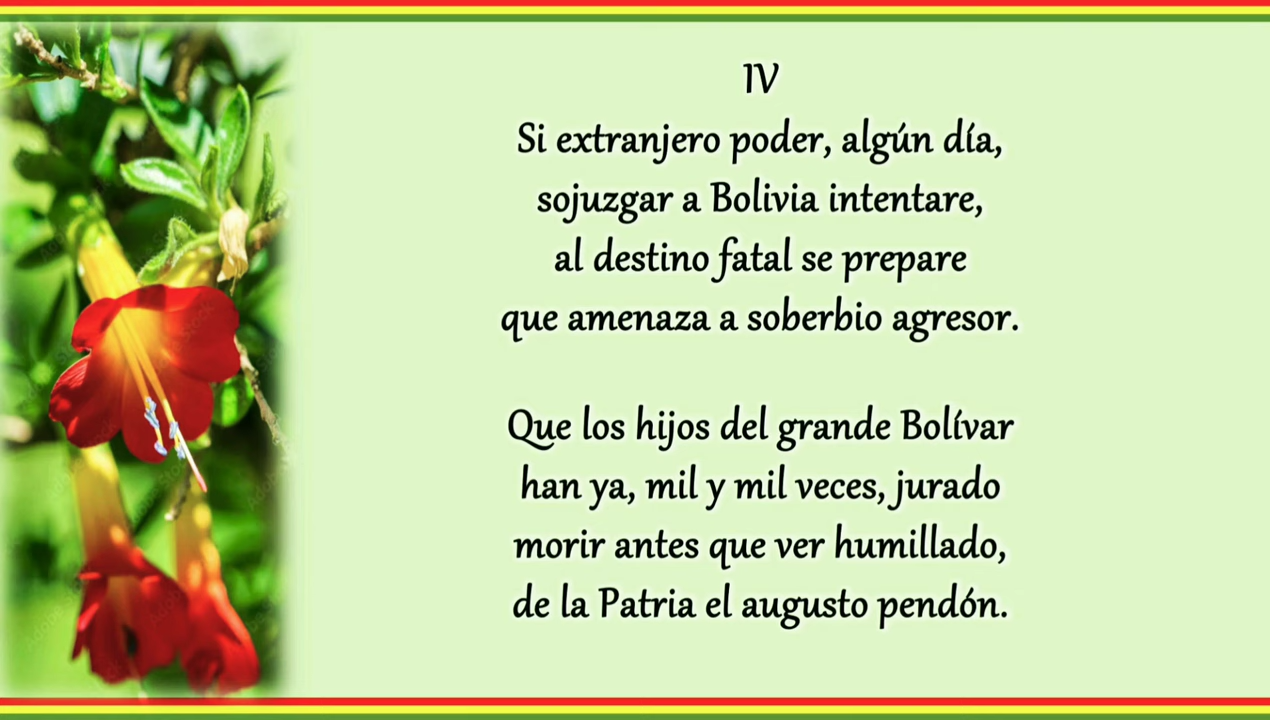 IV
Si extranjero poder, algún día,
sojuzgar a Bolivia intentare,
al destino fatal se prepare
que amenaza a soberbio agresor.
Que los hijos del grande Bolívar
han ya, mil y mil veces, jurado
morir antes que ver humillado,
de la Patria el augusto pendón.